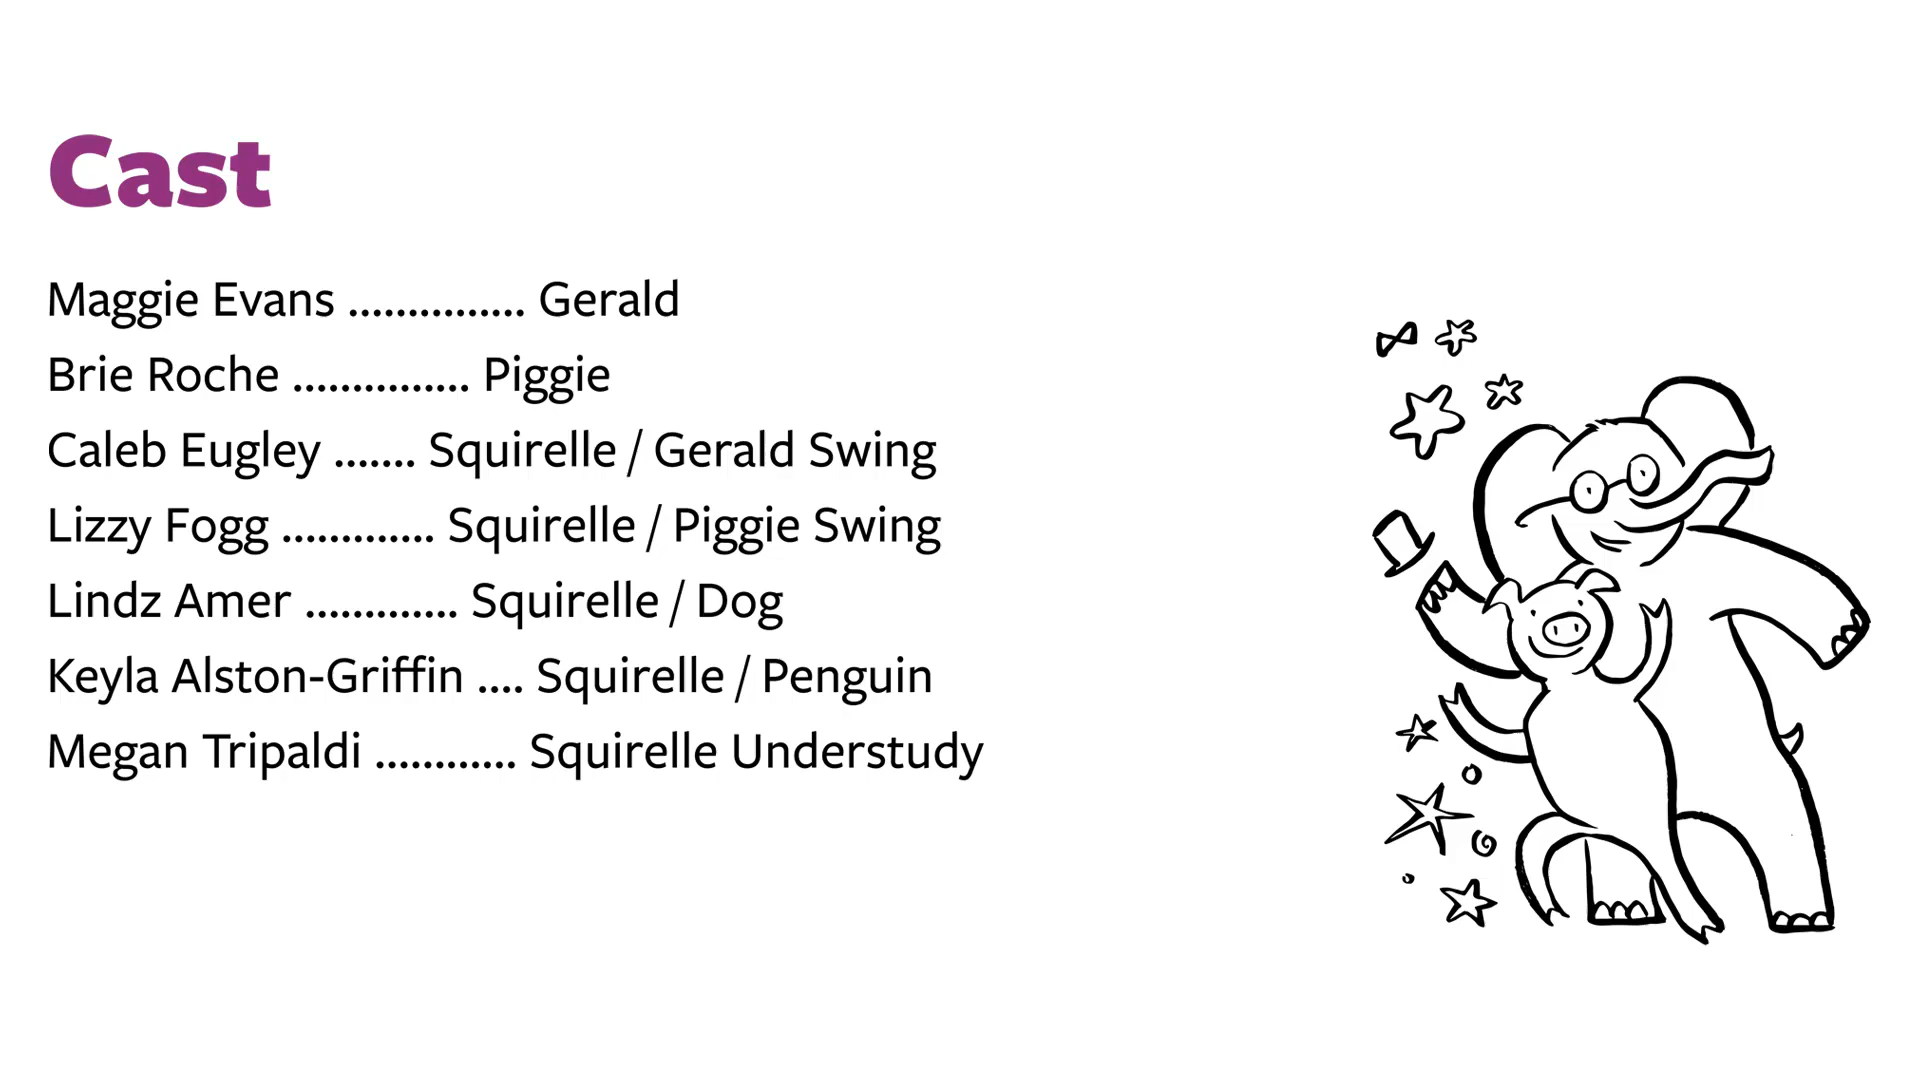 Cast
Maggie Evans ............... Gerald
Brie Roche ............... Piggie
Caleb Eugley ....... Squirelle / Gerald Swing
Lizzy Fogg ............. Squirelle / Piggie Swing
Lindz Amer ............. Squirelle / Dog
Keyla Alston-Griffin .... Squirelle / Penguin
Megan Tripaldi ............ Squirelle Understudy